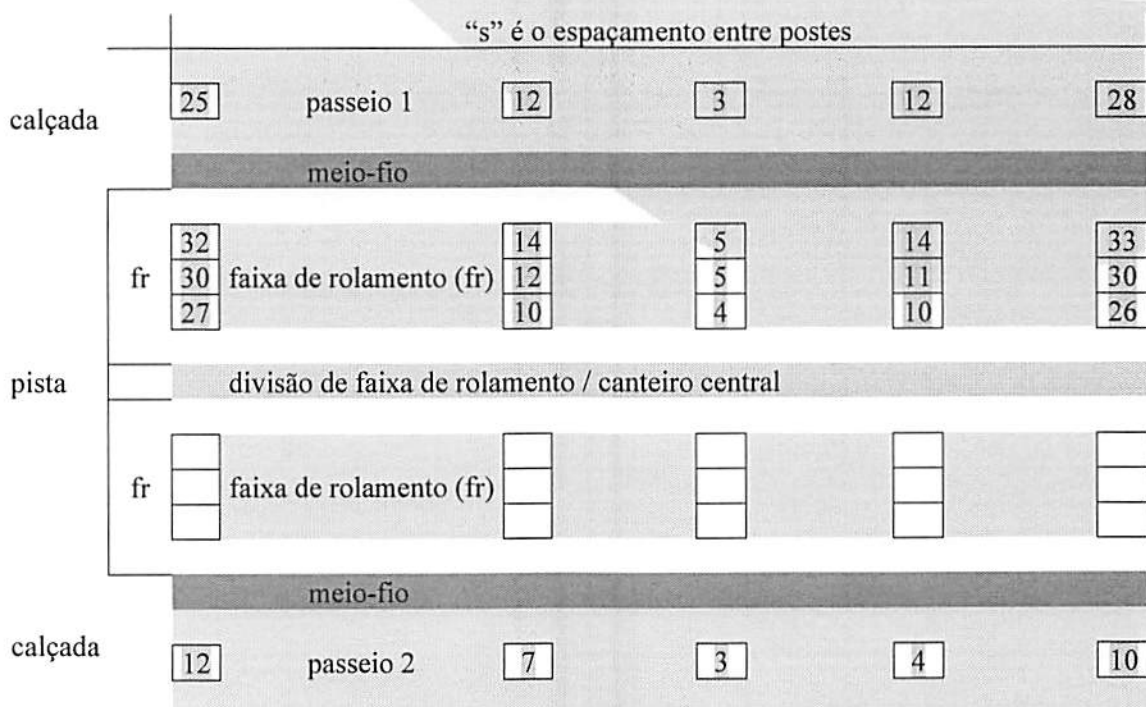 “s” é o espaçamento entre postes
calçada
25 passeio 1 12 3 12 28
meio-fio
32 14 5 14 33
fr 30 faixa de rolamento (fr) 12 5 11 30
27 10 4 10 26
pista divisão de faixa de rolamento / canteiro central
fr faixa de rolamento (fr)
meio-fio
calçada
12 passeio 2 7 3 4 10